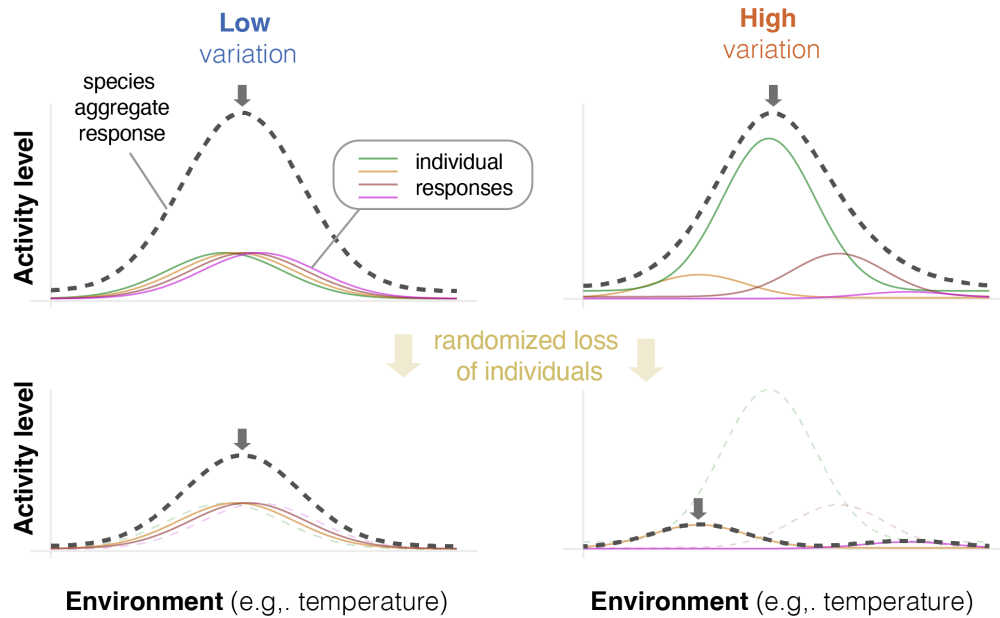 Low
variation
High
variation
species
aggregate
response
individual
responses
Activity level
randomized loss
of individuals
Activity level
Environment (e.g,. temperature)
Environment (e.g,. temperature)